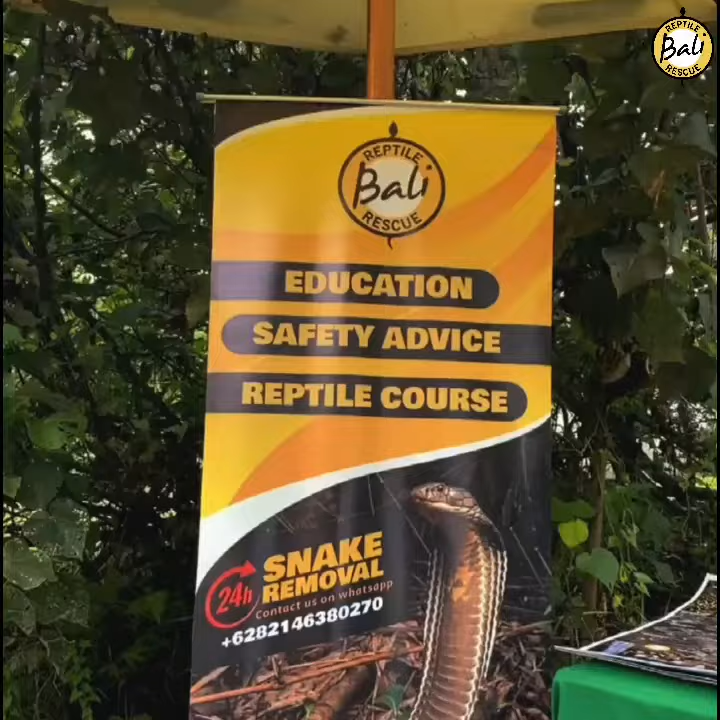 REPTILE
Bali
RESCUE
REPTILE
Bali
RESCUE
EDUCATION
SAFETY ADVICE
REPTILE COURSE
24h
SNAKE
REMOVAL
Contact us on whatsapp
+6282146380270